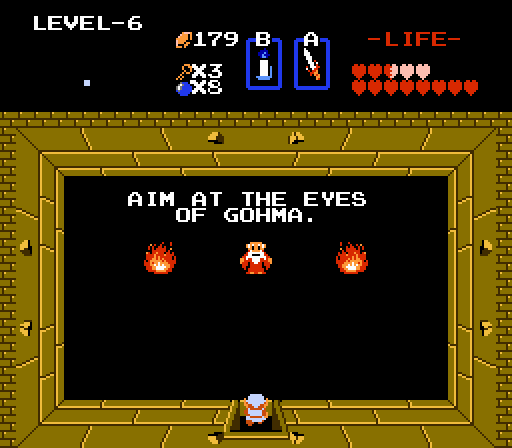 LEVEL-6
179 B A -LIFE-
X3
X8
AIM AT THE EYES
OF GOHMA.